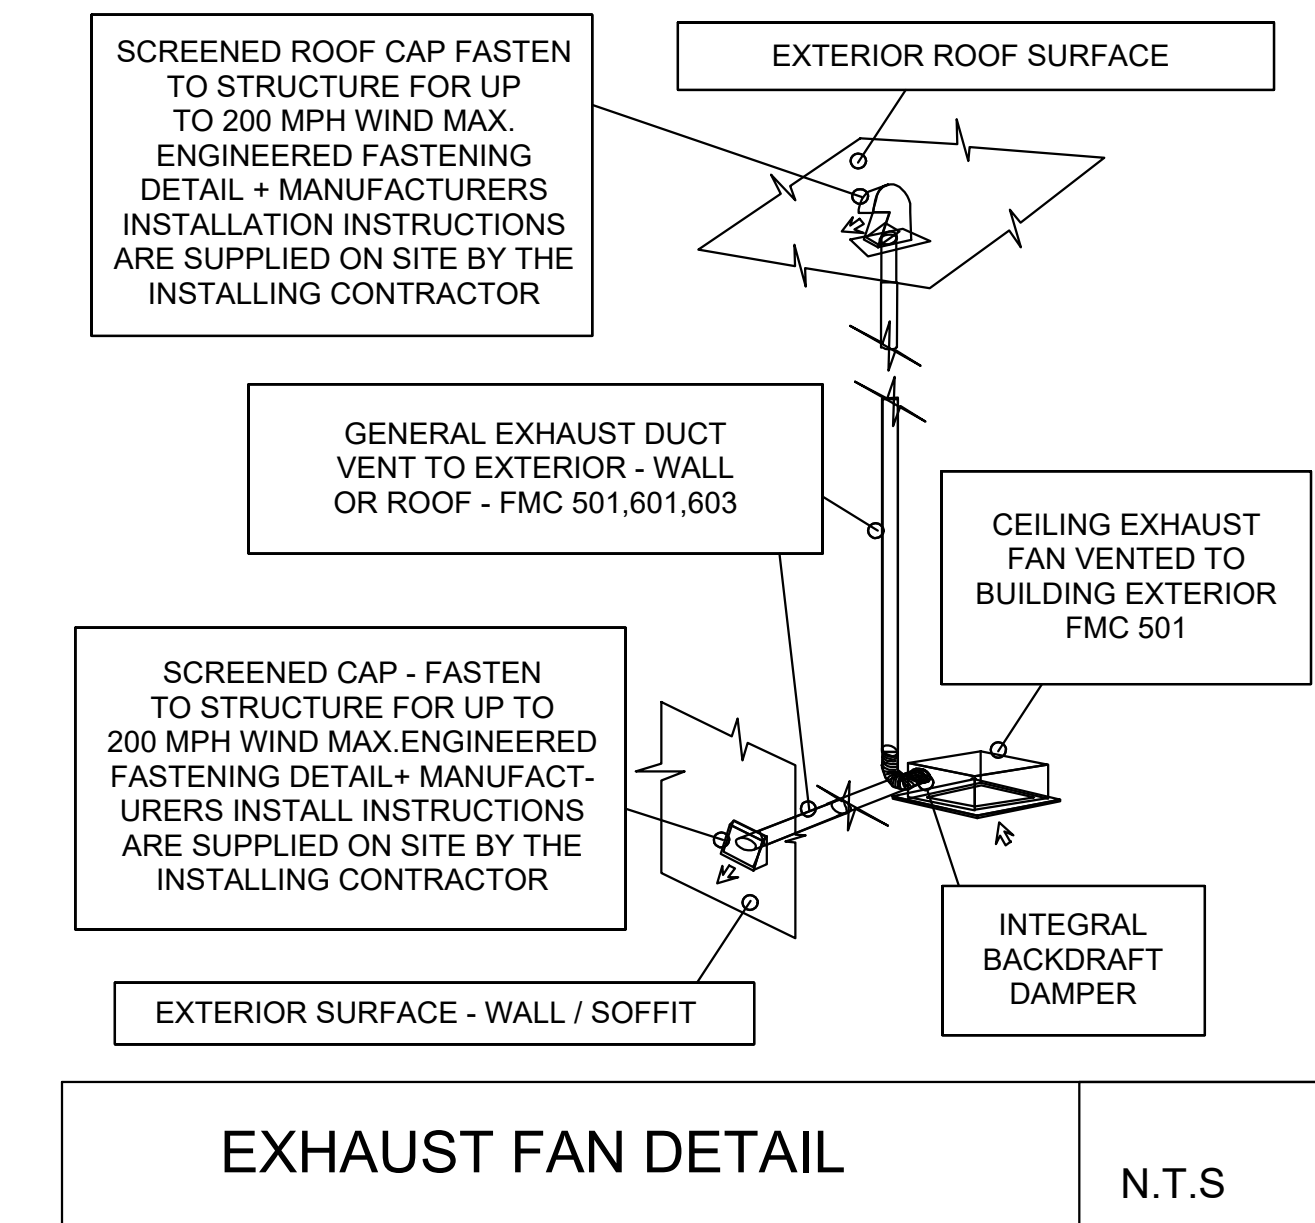 SCREENED ROOF CAP FASTEN
TO STRUCTURE FOR UP
TO 200 MPH WIND MAX.
ENGINEERED FASTENING
DETAIL + MANUFACTURERS
INSTALLATION INSTRUCTIONS
ARE SUPPLIED ON SITE BY THE
INSTALLING CONTRACTOR
EXTERIOR ROOF SURFACE
GENERAL EXHAUST DUCT
VENT TO EXTERIOR - WALL
OR ROOF - FMC 501,601,603
CEILING EXHAUST
FAN VENTED TO
BUILDING EXTERIOR
FMC 501
SCREENED CAP - FASTEN
TO STRUCTURE FOR UP TO
200 MPH WIND MAX.ENGINEERED
FASTENING DETAIL+ MANUFACT-
URERS INSTALL INSTRUCTIONS
ARE SUPPLIED ON SITE BY THE
INSTALLING CONTRACTOR
INTEGRAL
BACKDRAFT
DAMPER
EXTERIOR SURFACE - WALL / SOFFIT
EXHAUST FAN DETAIL
N.T.S